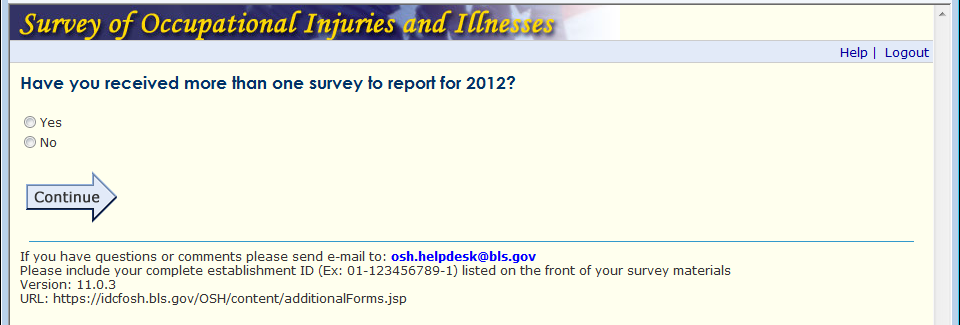 Survey of Occupational Injuries and Illnesses
Help | Logout
Have you received more than one survey to report for 2012?
Yes
No
Continue
If you have questions or comments please send e-mail to: osh.helpdesk@bls.gov
Please include your complete establishment ID (Ex: 01-123456789-1) listed on the front of your survey materials
Version: 11.0.3
URL: https://idcfosh.bls.gov/OSH/content/additionalForms.jsp